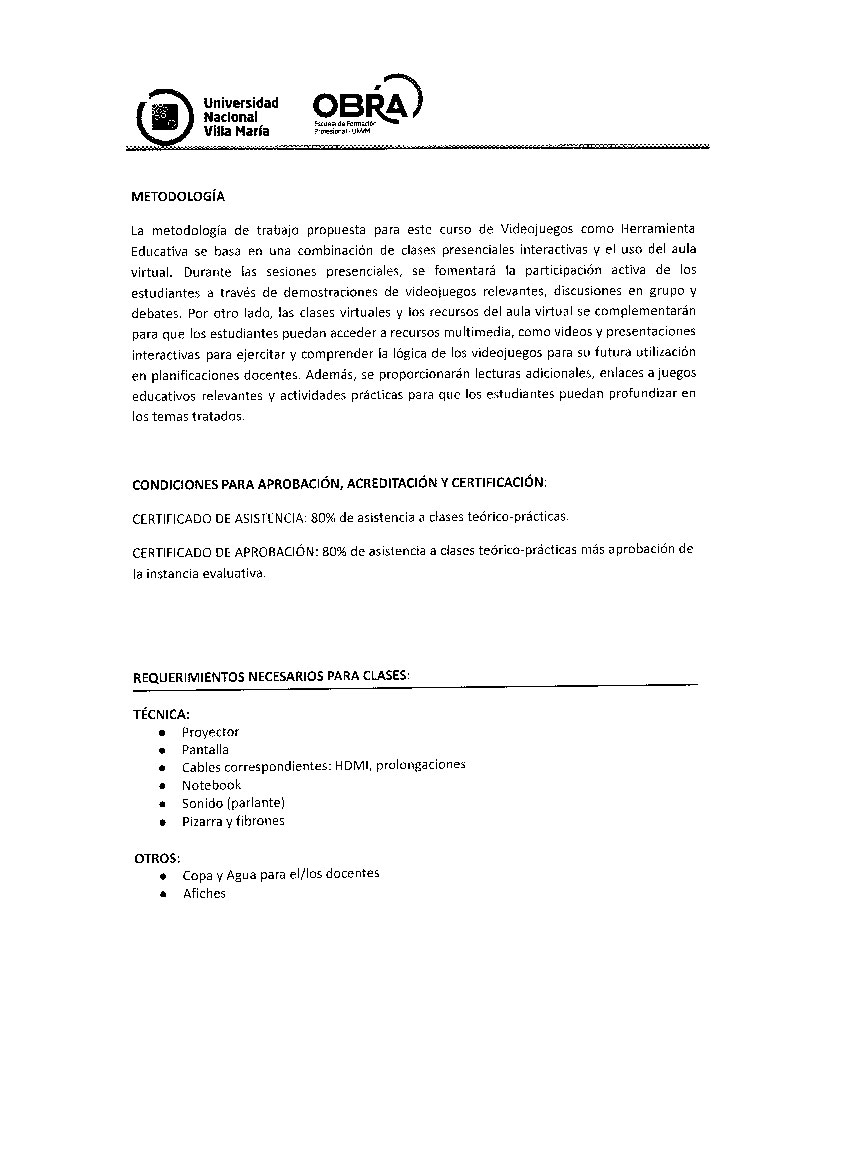 Universidad
Nacional
Villa María
OBRA
Escuela de Formación
Profesional - UNVM
METODOLOGÍA
La metodología de trabajo propuesta para este curso de Videojuegos como Herramienta
Educativa se basa en una combinación de clases presenciales interactivas y el uso del aula
virtual. Durante las sesiones presenciales, se fomentará la participación activa de los
estudiantes a través de demostraciones de videojuegos relevantes, discusiones en grupo y
debates. Por otro lado, las clases virtuales y los recursos del aula virtual se complementarán
para que los estudiantes puedan acceder a recursos multimedia, como videos y presentaciones
interactivas para ejercitar y comprender la lógica de los videojuegos para su futura utilización
en planificaciones docentes. Además, se proporcionarán lecturas adicionales, enlaces a juegos
educativos relevantes y actividades prácticas para que los estudiantes puedan profundizar en
los temas tratados.
CONDICIONES PARA APROBACIÓN, ACREDITACIÓN Y CERTIFICACIÓN:
CERTIFICADO DE ASISTENCIA: 80% de asistencia a clases teórico-prácticas.
CERTIFICADO DE APROBACIÓN: 80% de asistencia a clases teórico-prácticas más aprobación de
la instancia evaluativa.
REQUERIMIENTOS NECESARIOS PARA CLASES:
TÉCNICA:
● Proyector
● Pantalla
● Cables correspondientes: HDMI, prolongaciones
● Notebook
● Sonido (parlante)
● Pizarra y fibrones
OTROS:
● Copa y Agua para el/los docentes
● Afiches